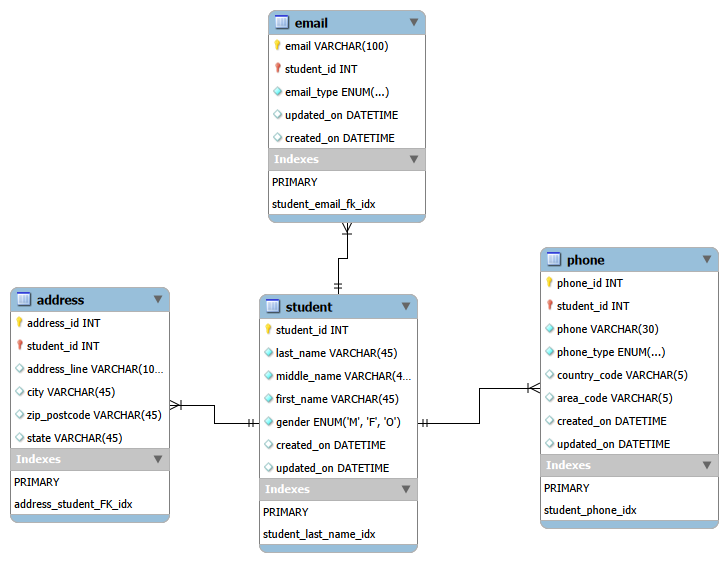 email
email VARCHAR(100)
student_id INT
email_type ENUM(...)
updated_on DATETIME
created_on DATETIME
Indexes
PRIMARY
student_email_fk_idx
address
address_id INT
student_id INT
address_line VARCHAR(10...
city VARCHAR(45)
zip_postcode VARCHAR(45)
state VARCHAR(45)
Indexes
PRIMARY
address_student_FK_idx
student
student_id INT
last_name VARCHAR(45)
middle_name VARCHAR(4...
first_name VARCHAR(45)
gender ENUM('M', 'F', 'O')
created_on DATETIME
updated_on DATETIME
Indexes
PRIMARY
student_last_name_idx
phone
phone_id INT
student_id INT
phone VARCHAR(30)
phone_type ENUM(...)
country_code VARCHAR(5)
area_code VARCHAR(5)
created_on DATETIME
updated_on DATETIME
Indexes
PRIMARY
student_phone_idx